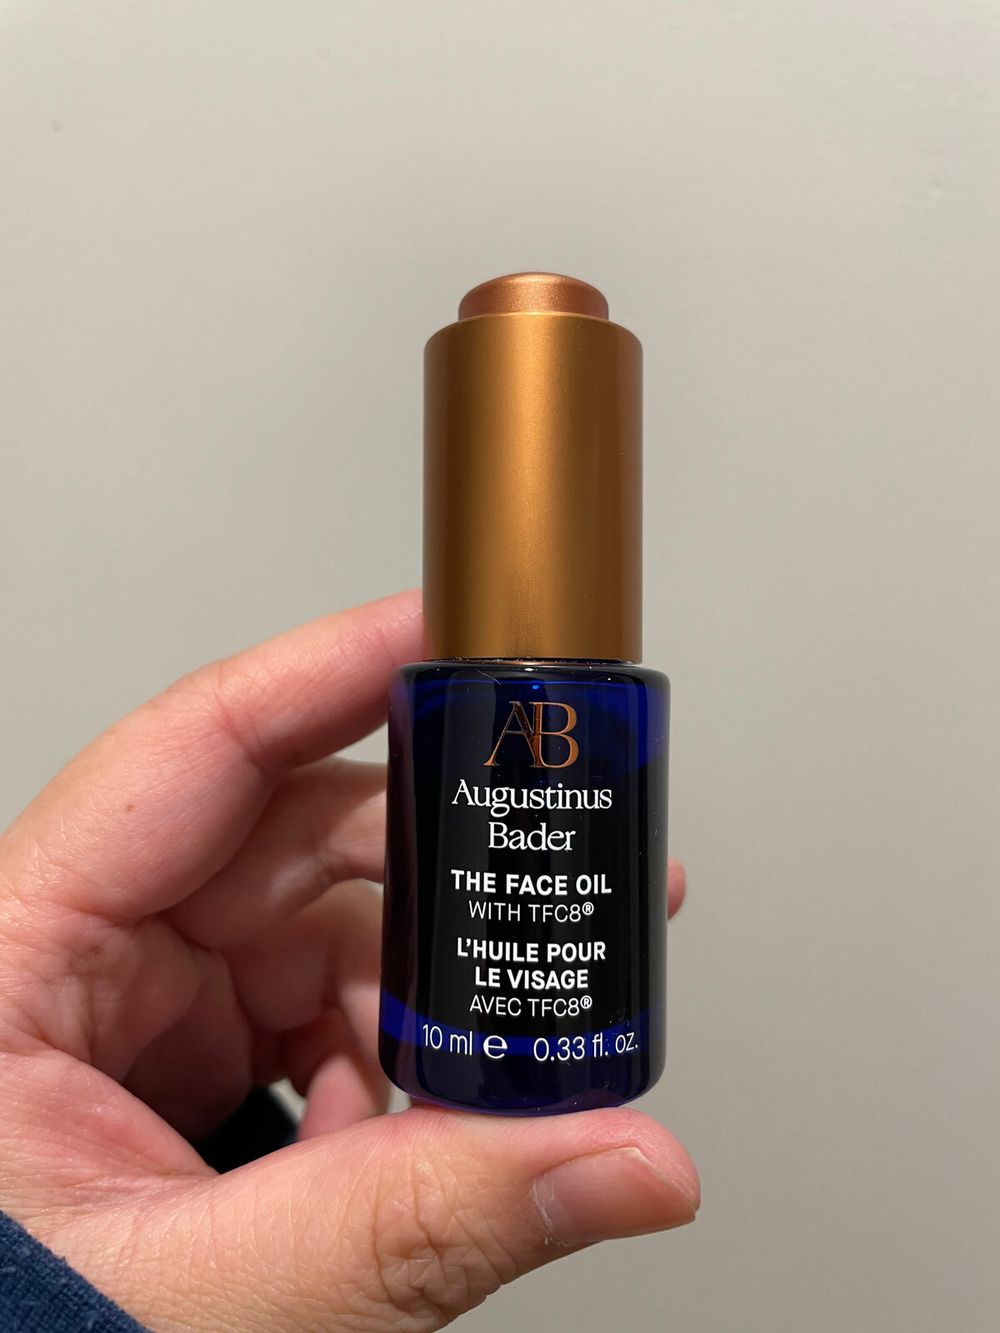 AB
Augustinus
Bader
THE FACE OIL
WITH TFC8®
L'HUILE POUR
LE VISAGE
AVEC TFC8®
10 ml ℮ 0.33 fl. oz.